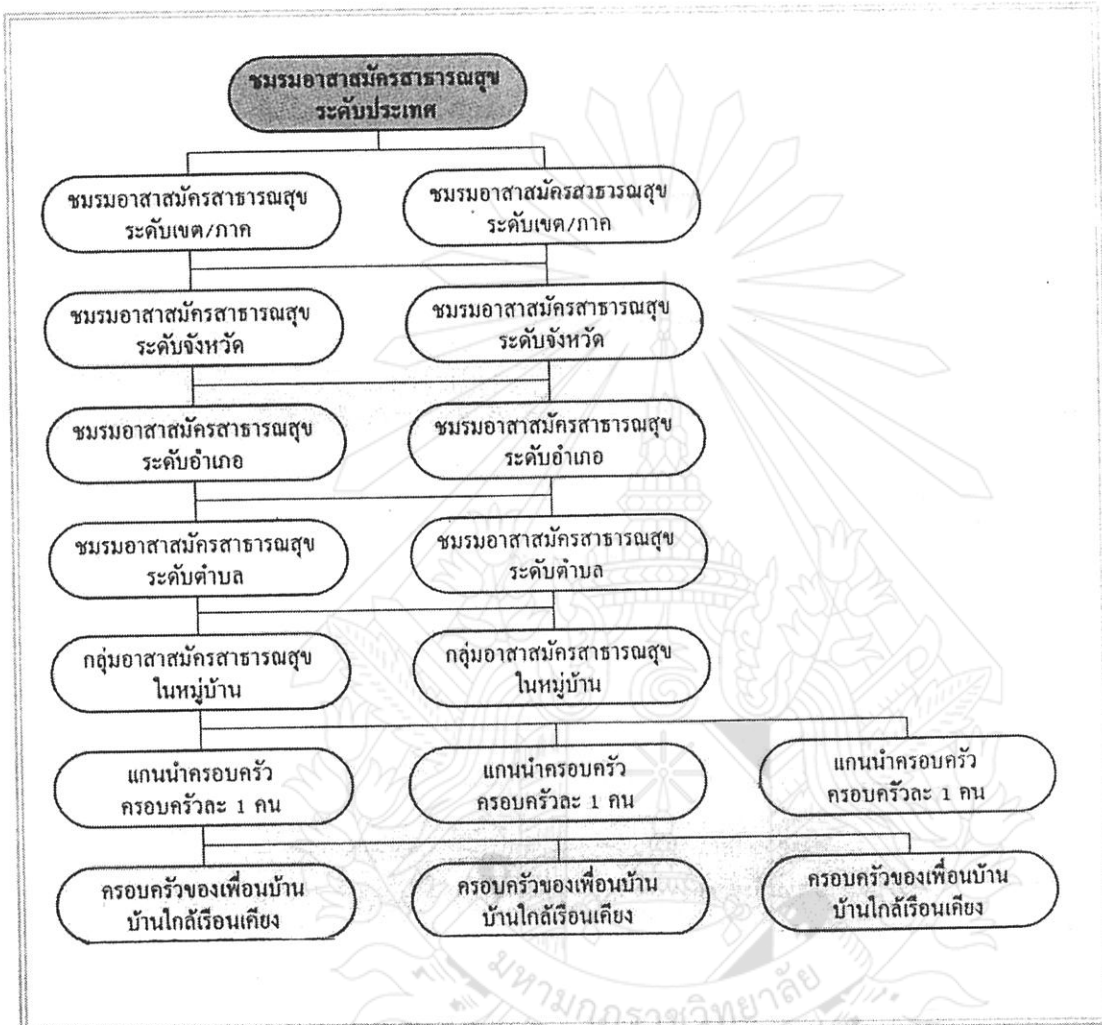 ชมรมอาสาสมัครสาธารณสุข
ระดับประเทศ
ชมรมอาสาสมัครสาธารณสุข
ระดับเขต/ภาค
ชมรมอาสาสมัครสาธารณสุข
ระดับเขต/ภาค
ชมรมอาสาสมัครสาธารณสุข
ระดับจังหวัด
ชมรมอาสาสมัครสาธารณสุข
ระดับจังหวัด
ชมรมอาสาสมัครสาธารณสุข
ระดับอำเภอ
ชมรมอาสาสมัครสาธารณสุข
ระดับอำเภอ
ชมรมอาสาสมัครสาธารณสุข
ระดับตำบล
ชมรมอาสาสมัครสาธารณสุข
ระดับตำบล
กลุ่มอาสาสมัครสาธารณสุข
ในหมู่บ้าน
กลุ่มอาสาสมัครสาธารณสุข
ในหมู่บ้าน
แกนนำครอบครัว
ครอบครัวละ 1 คน
แกนนำครอบครัว
ครอบครัวละ 1 คน
แกนนำครอบครัว
ครอบครัวละ 1 คน
ครอบครัวของเพื่อนบ้าน
บ้านใกล้เรือนเคียง
ครอบครัวของเพื่อนบ้าน
บ้านใกล้เรือนเคียง
ครอบครัวของเพื่อนบ้าน
บ้านใกล้เรือนเคียง
มหามกุฏราชวิทยาลัย